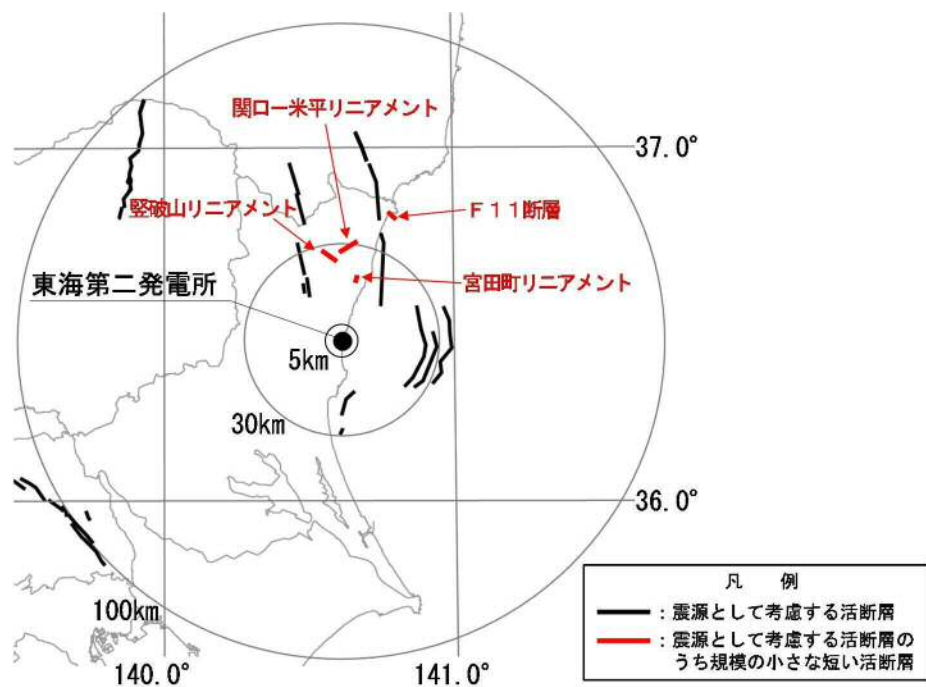 関口ー米平リニアメント
37.0°
竪破山リニアメント
F11断層
東海第二発電所
宮田町リニアメント
5km
30km
36.0°
100km
140.0°
141.0°
凡 例
:震源として考慮する活断層
:震源として考慮する活断層の
うち規模の小さな短い活断層